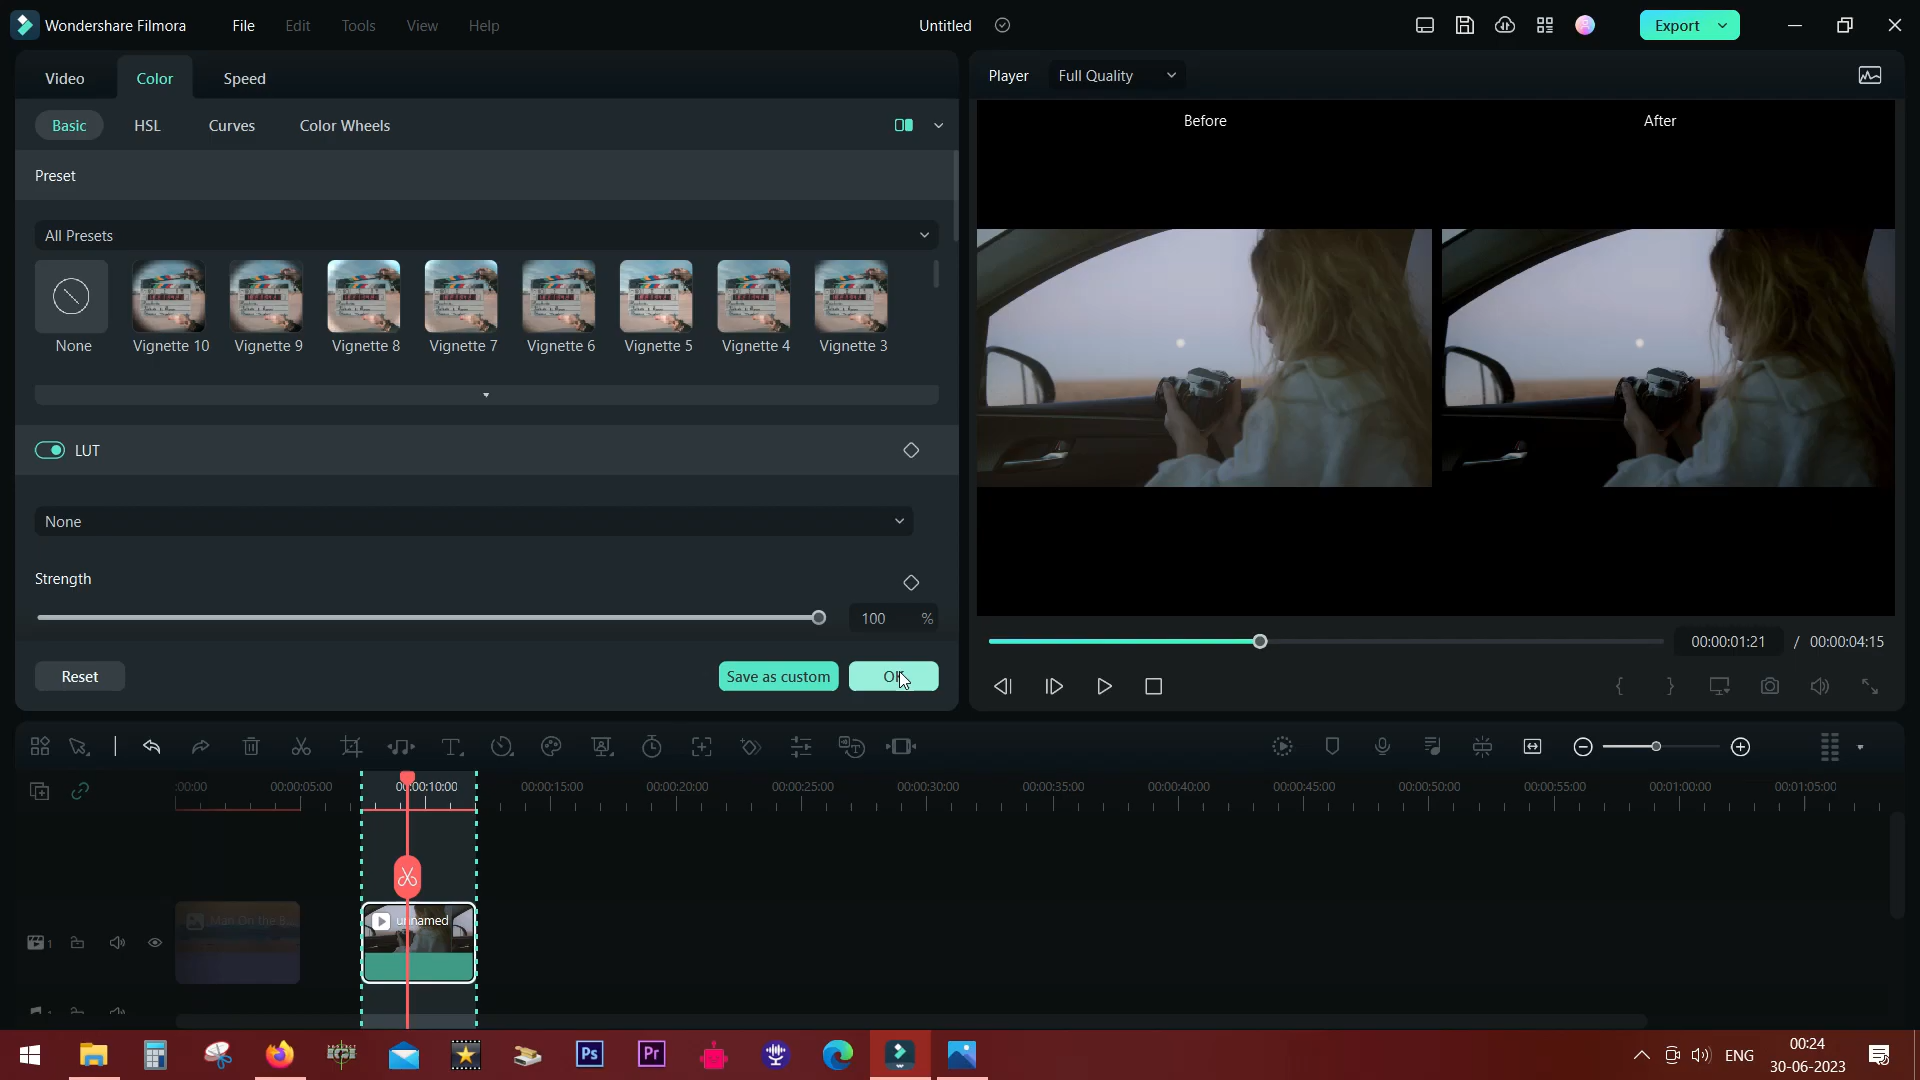 Wondershare Filmora
File
Edit
Tools
View
Help
Untitled
Export
Video
Color
Speed
Basic
HSL
Curves
Color Wheels
Preset
All Presets
None
Vignette 10
Vignette 9
Vignette 8
Vignette 7
Vignette 6
Vignette 5
Vignette 4
Vignette 3
LUT
None
Strength
100 %
Reset
Save as custom
OK
Player
Full Quality
Before
After
00:00:01:21 / 00:00:04:15
:00:00
00:00:05:00
00:00:10:00
00:00:15:00
00:00:20:00
00:00:25:00
00:00:30:00
00:00:35:00
00:00:40:00
00:00:45:00
00:00:50:00
00:00:55:00
00:01:00:00
00:01:05:00
Man On the B...
unnamed
1
Ps
Pr
ENG
00:24
30-06-2023